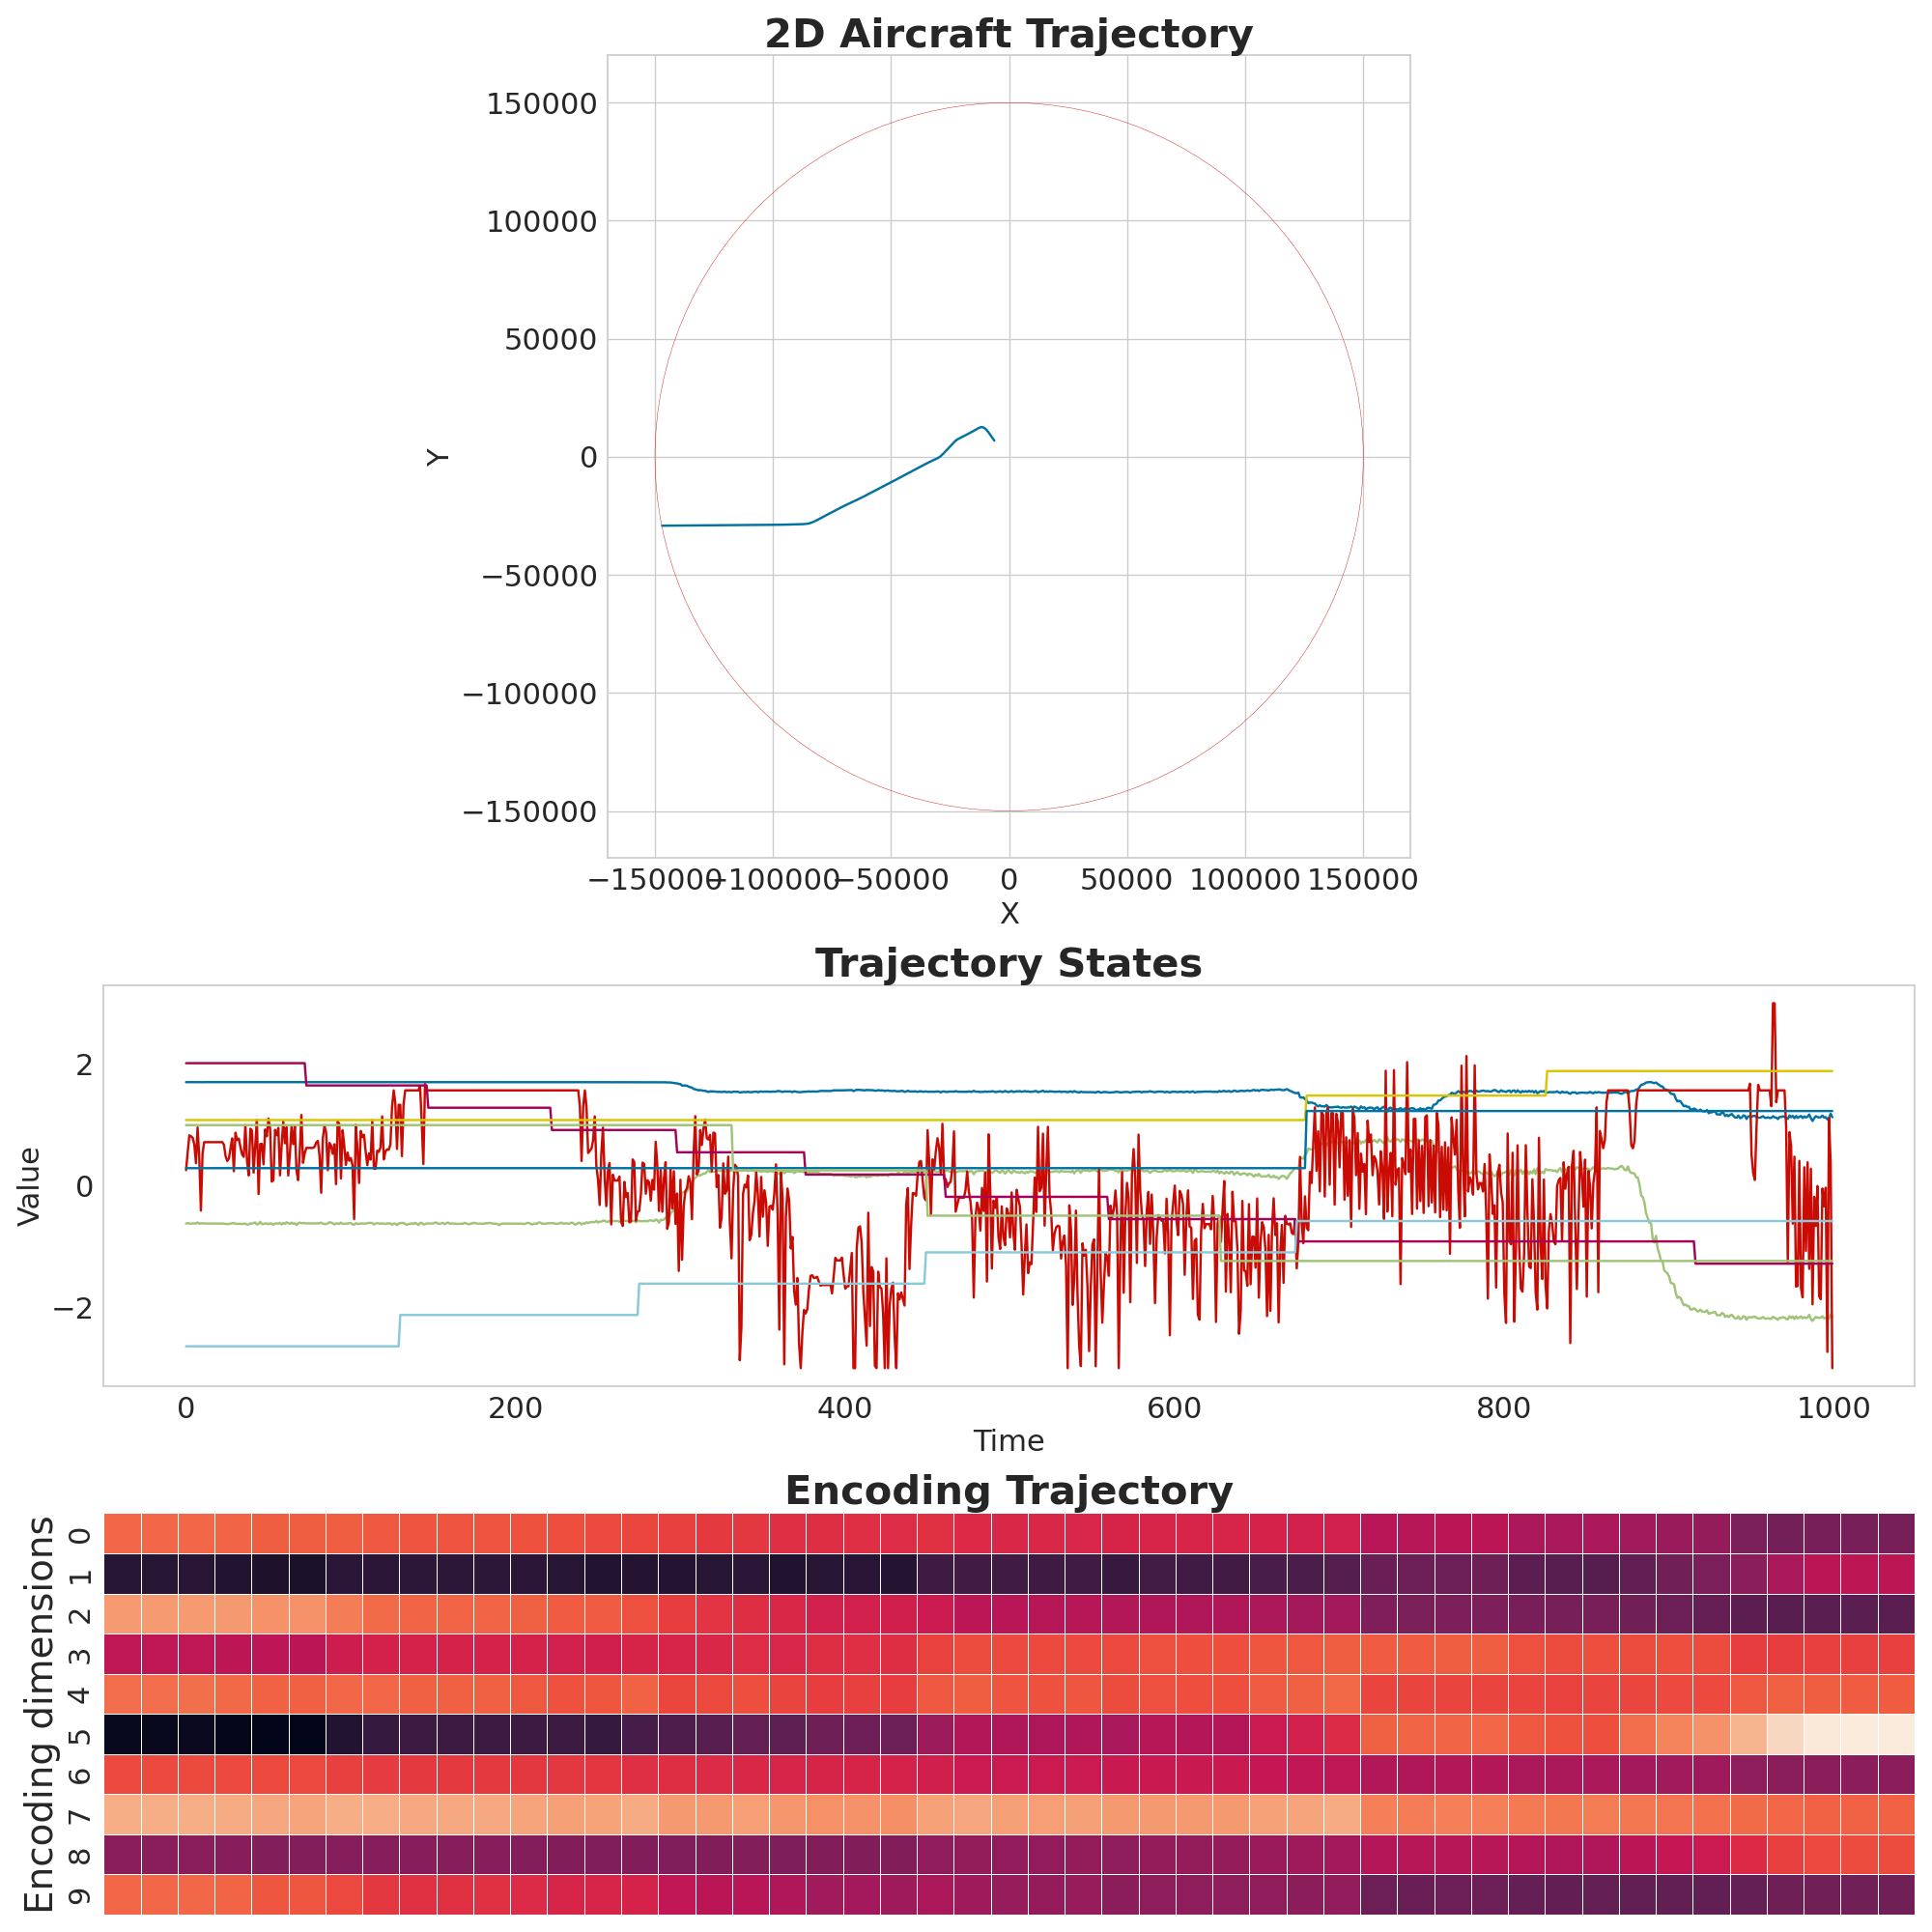 2D Aircraft Trajectory
150000
100000
50000
0
−50000
−100000
−150000
Y
−150000 −100000 −50000 0 50000 100000 150000
X
Trajectory States
2
0
−2
Value
0 200 400 600 800 1000
Time
Encoding Trajectory
Encoding dimensions
0
1
2
3
4
5
6
7
8
9